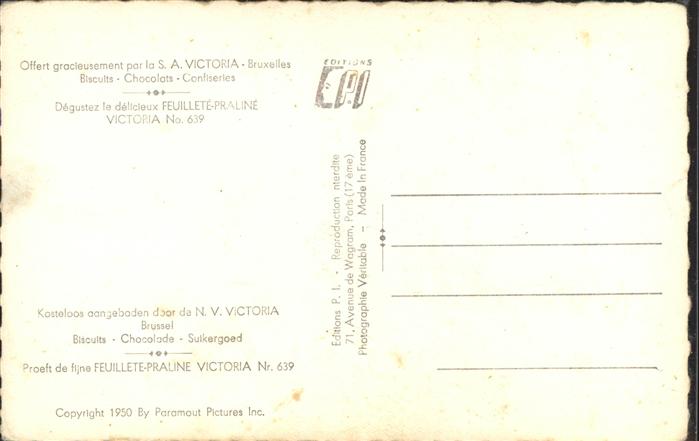 Offert gracieusement par la S. A. VICTORIA - Bruxelles
Biscuits - Chocolats - Confiseries
Dégustez le délicieux FEUILLETÉ-PRALINÉ
VICTORIA No. 639
Kosteloos aangeboden door de N. V. VICTORIA
Brussel
Biscuits - Chocolade - Suikergoed
Proeft de fijne FEUILLETE-PRALINE VICTORIA Nr. 639
Copyright 1950 By Paramout Pictures Inc.
EDITIONS
EPI
Editions P. I. - Reproduction interdite
71, Avenue de Wagram, Paris (17 ème)
Photographie Véritable - Made In France